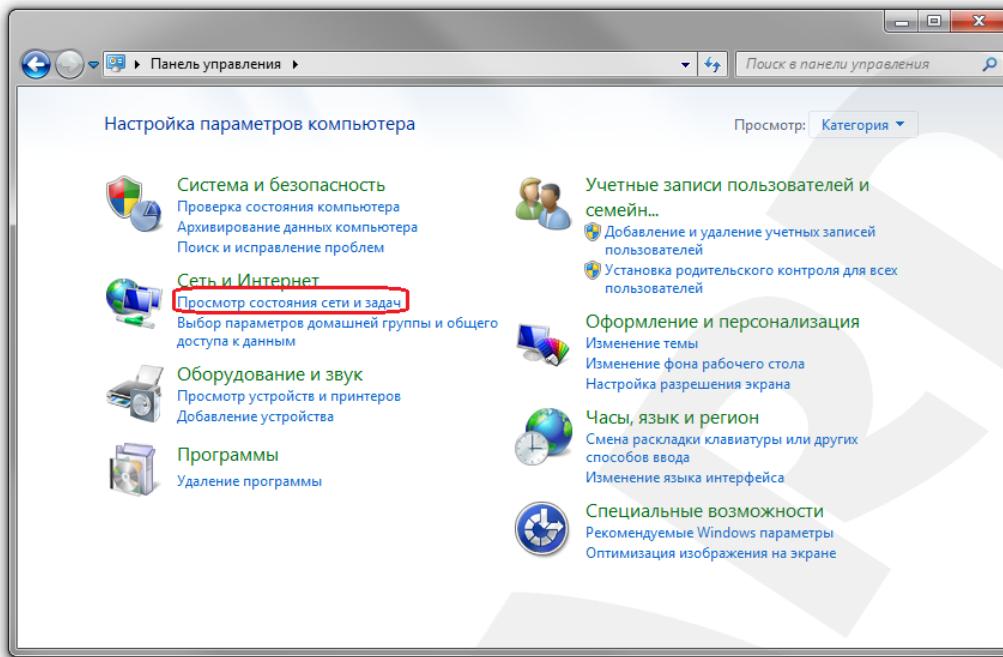 Панель управления
Поиск в панели управления
Настройка параметров компьютера
Просмотр: Категория
Система и безопасность
Проверка состояния компьютера
Архивирование данных компьютера
Поиск и исправление проблем
Сеть и Интернет
Просмотр состояния сети и задач
Выбор параметров домашней группы и общего
доступа к данным
Оборудование и звук
Просмотр устройств и принтеров
Добавление устройства
Программы
Удаление программы
Учетные записи пользователей и
семейн...
Добавление и удаление учетных записей
пользователей
Установка родительского контроля для всех
пользователей
Оформление и персонализация
Изменение темы
Изменение фона рабочего стола
Настройка разрешения экрана
Часы, язык и регион
Смена раскладки клавиатуры или других
способов ввода
Изменение языка интерфейса
Специальные возможности
Рекомендуемые Windows параметры
Оптимизация изображения на экране